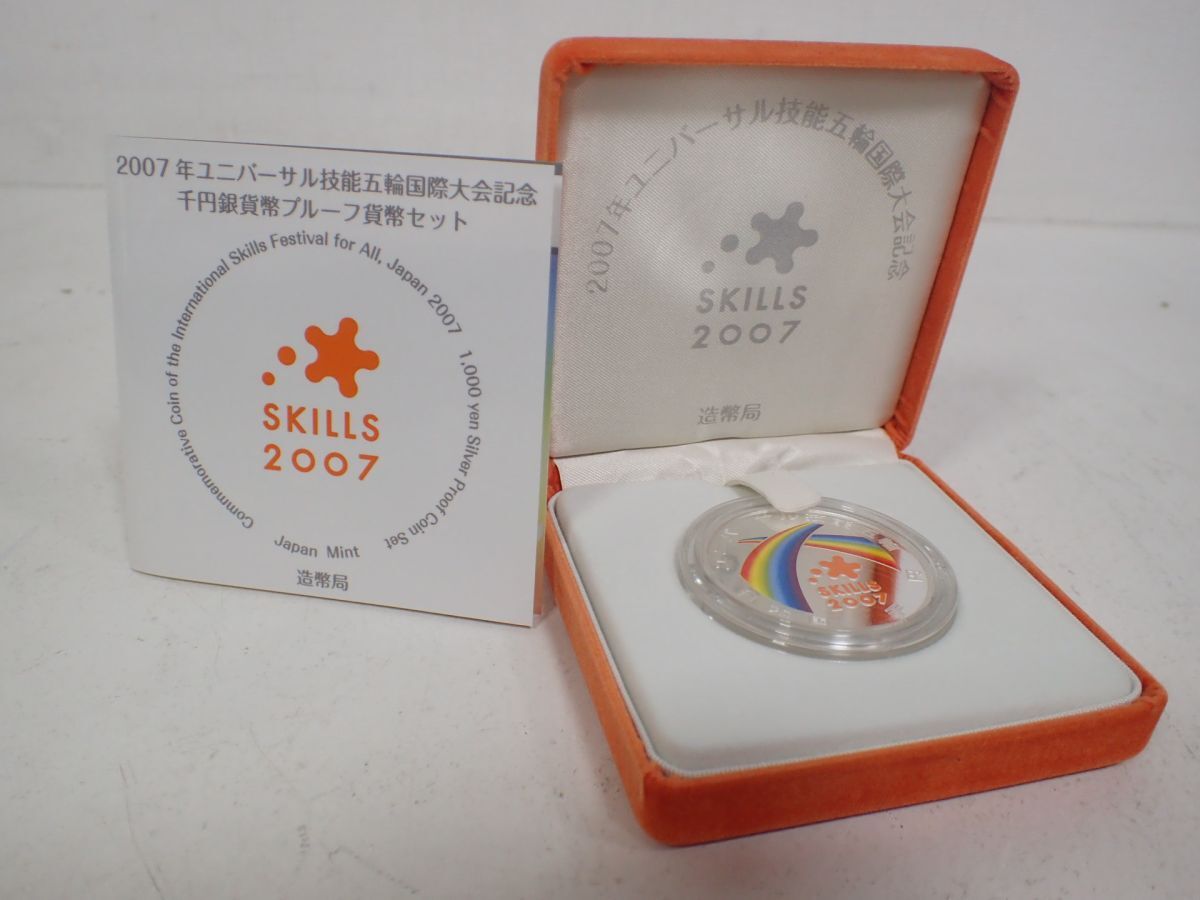 2007年ユニバーサル技能五輪国際大会記念
千円銀貨幣プルーフ貨幣セット
Commemorative Coin of the International Skills Festival for All, Japan 2007 1,000 yen Silver Proof Coin Set
SKILLS
2007
Japan Mint
造幣局
2007年ユニバーサル技能五輪国際大会記念
SKILLS
2007
造幣局
SKILLS
2007